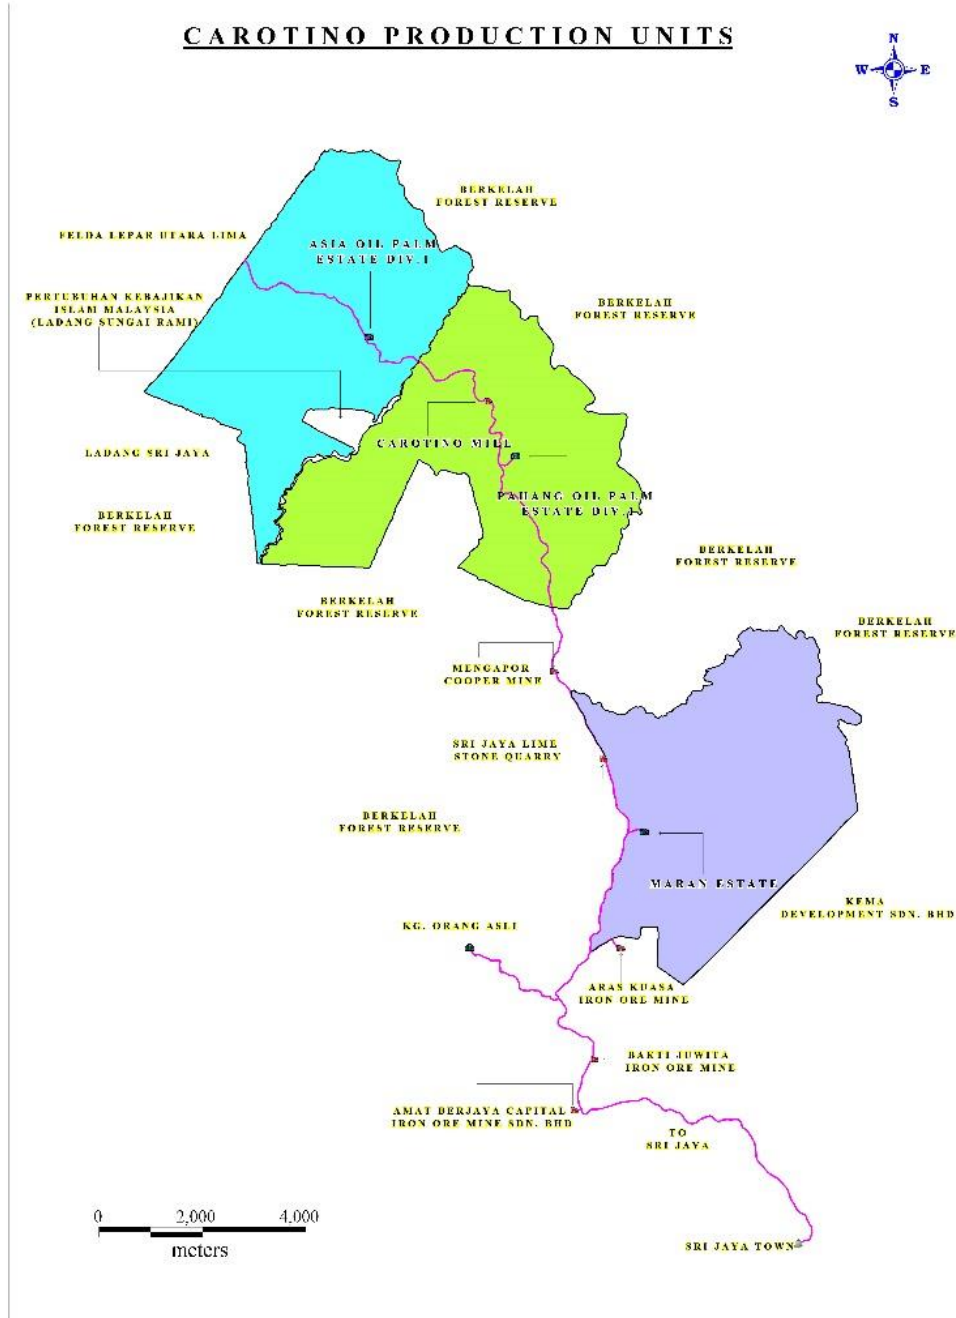 CAROTINO PRODUCTION UNITS
N
W
E
S
BERKELAH
FOREST RESERVE
FELDA LEPAR UTARA LIMA
ASIA OIL PALM
ESTATE DIV.1
PERTUBUHAN KEBAJIKAN
ISLAM MALAYSIA
(LADANG SUNGAI RAMI)
BERKELAH
FOREST RESERVE
CAROTINO MILL
LADANG SRI JAYA
PAHANG OIL PALM
ESTATE DIV.1
BERKELAH
FOREST RESERVE
BERKELAH
FOREST RESERVE
BERKELAH
FOREST RESERVE
BERKELAH
FOREST RESERVE
MENGAPOR
COOPER MINE
SRI JAYA LIME
STONE QUARRY
BERKELAH
FOREST RESERVE
MARAN ESTATE
KEMA
DEVELOPMENT SDN. BHD
KG. ORANG ASLI
ARAS KUASA
IRON ORE MINE
BAKTI JUWITA
IRON ORE MINE
AMAT BERJAYA CAPITAL
IRON ORE MINE SDN. BHD
TO
SRI JAYA
0 2,000 4,000
meters
SRI JAYA TOWN